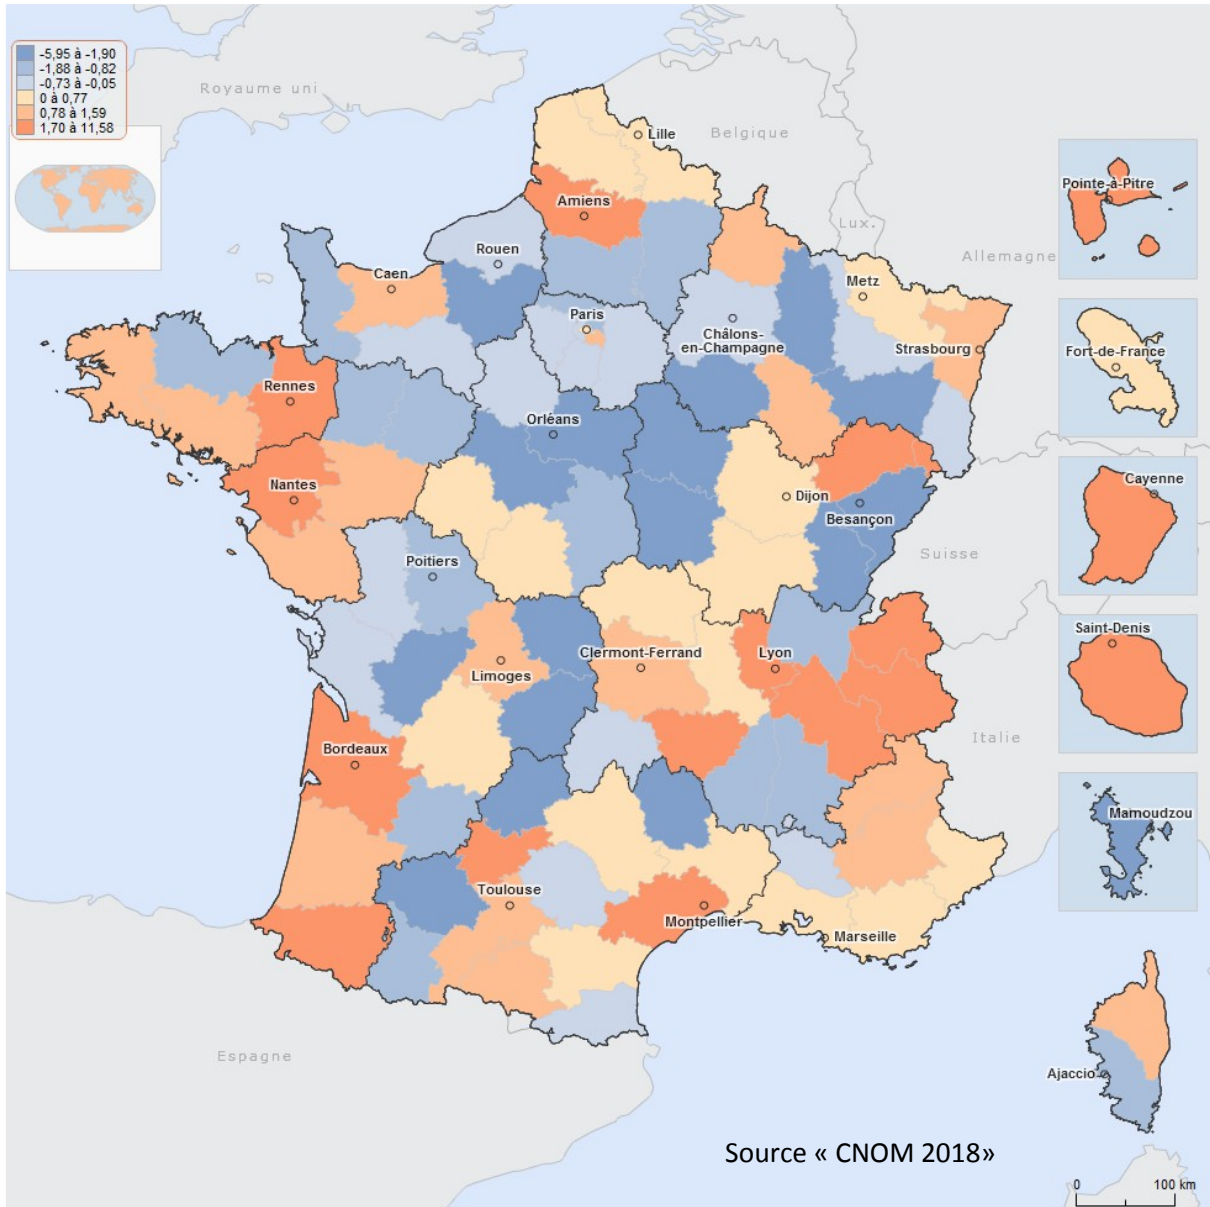 -5,95 à -1,90
-1,88 à -0,82
-0,73 à -0,05
0 à 0,77
0,78 à 1,59
1,70 à 11,58
Royaume uni
Lille
Belgique
Pointe-à-Pitre
Amiens
Lux.
Rouen
Allemagne
Caen
Metz
Paris
Châlons-
en-Champagne
Strasbourg
Fort-de-France
Rennes
Orléans
Nantes
Dijon
Besançon
Cayenne
Suisse
Poitiers
Saint-Denis
Clermont-Ferrand
Lyon
Limoges
Italie
Bordeaux
Mamoudzou
Toulouse
Montpellier
Marseille
Espagne
Ajaccio
Source « CNOM 2018»
0 100 km